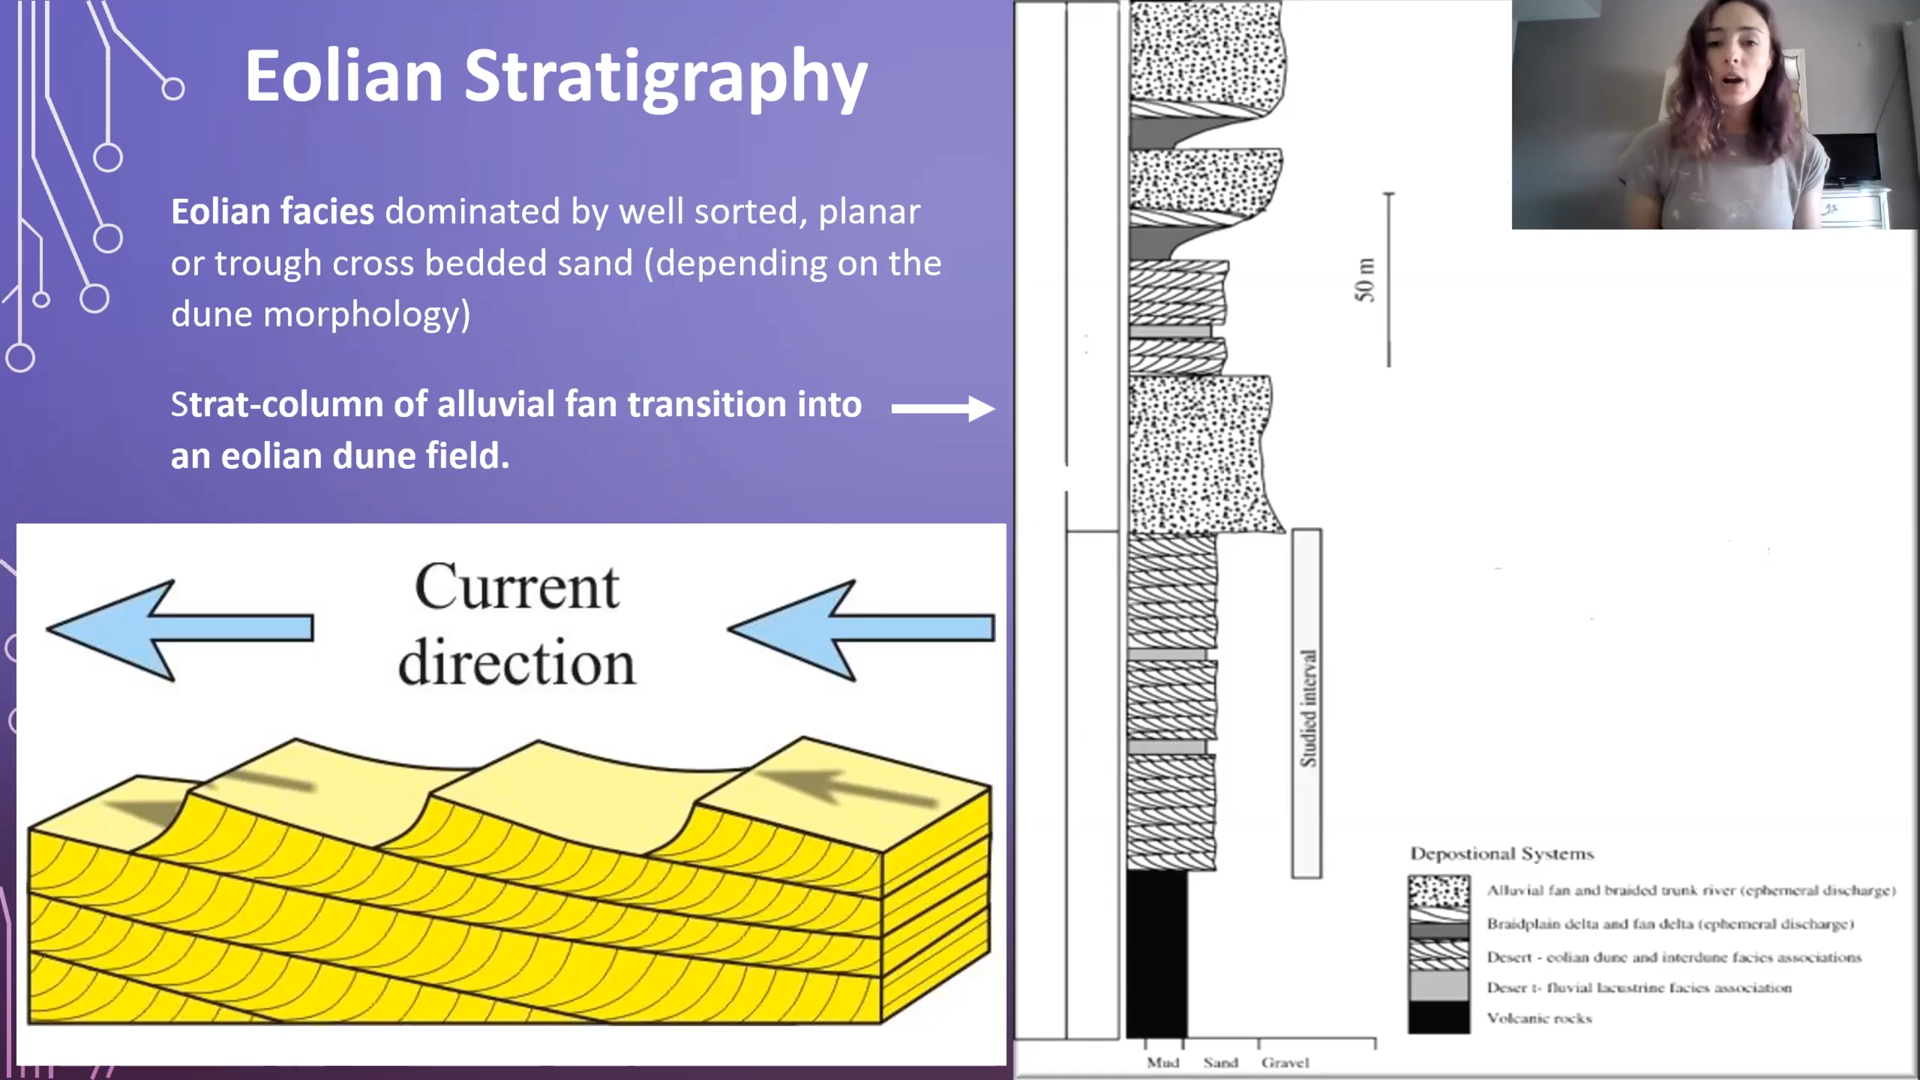 Eolian Stratigraphy
Eolian facies dominated by well sorted, planar
or trough cross bedded sand (depending on the
dune morphology)
Strat-column of alluvial fan transition into
an eolian dune field.
Current
direction
50 m
Studied interval
Depostional Systems
Alluvial fan and braided trunk river (ephemeral discharge)
Braidplain delta and fan delta (ephemeral discharge)
Desert - eolian dune and interdune facies associations
Deser t- fluvial lacustrine facies association
Volcanic rocks
Mud Sand Gravel